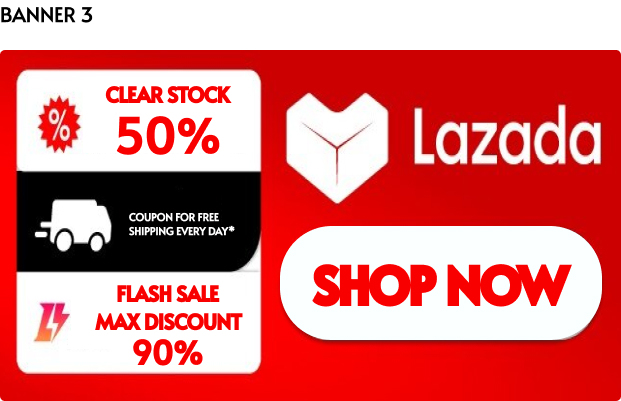 BANNER 3
CLEAR STOCK
50%
%
COUPON FOR FREE
SHIPPING EVERY DAY*
FLASH SALE
MAX DISCOUNT
90%
Lazada
SHOP NOW